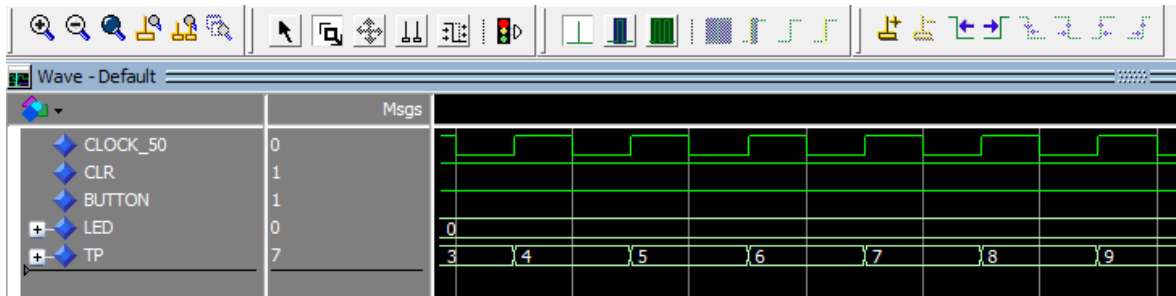 Wave - Default
Msgs
CLOCK_50 0
CLR 1
BUTTON 1
LED 0 0
TP 7 3 4 5 6 7 8 9